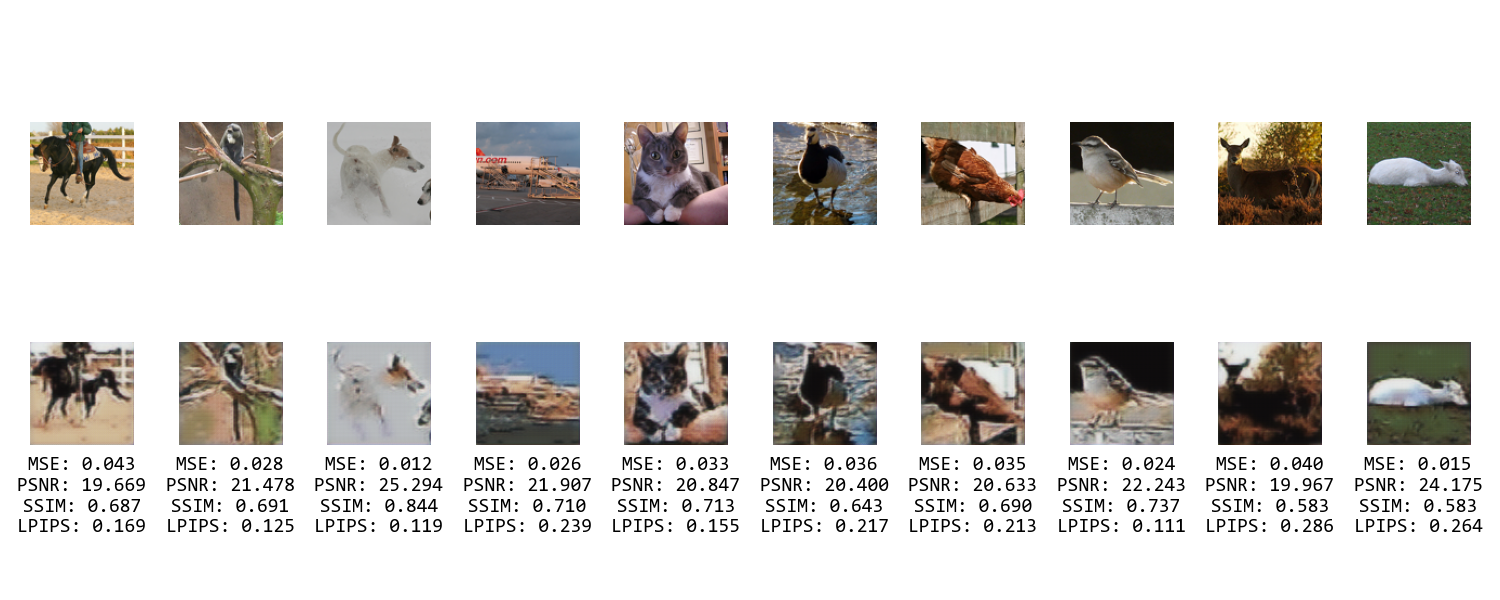 a.com
MSE: 0.043 MSE: 0.028 MSE: 0.012 MSE: 0.026 MSE: 0.033 MSE: 0.036 MSE: 0.035 MSE: 0.024 MSE: 0.040 MSE: 0.015
PSNR: 19.669 PSNR: 21.478 PSNR: 25.294 PSNR: 21.907 PSNR: 20.847 PSNR: 20.400 PSNR: 20.633 PSNR: 22.243 PSNR: 19.967 PSNR: 24.175
SSIM: 0.687 SSIM: 0.691 SSIM: 0.844 SSIM: 0.710 SSIM: 0.713 SSIM: 0.643 SSIM: 0.690 SSIM: 0.737 SSIM: 0.583 SSIM: 0.583
LPIPS: 0.169 LPIPS: 0.125 LPIPS: 0.119 LPIPS: 0.239 LPIPS: 0.155 LPIPS: 0.217 LPIPS: 0.213 LPIPS: 0.111 LPIPS: 0.286 LPIPS: 0.264